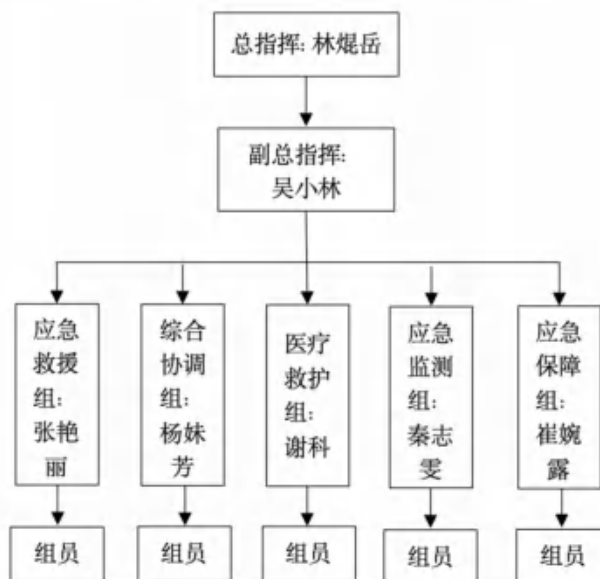 总指挥: 林焜岳
副总指挥:
吴小林
应急
救援
组:
张艳
丽
综合
协调
组:
杨妹
芳
医疗
救护
组:
谢科
应急
监测
组:
秦志
雯
应急
保障
组:
崔婉
露
组员
组员
组员
组员
组员